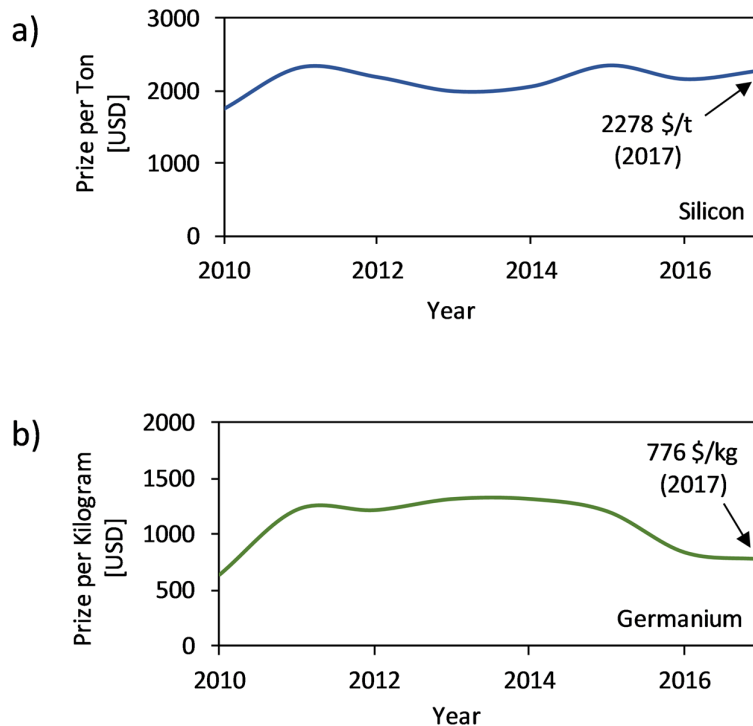 a)
Prize per Ton
[USD]
3000
2000
1000
0
2278 $/t
(2017)
Silicon
2010
2012
2014
2016
Year
b)
Prize per Kilogram
[USD]
2000
1500
1000
500
0
776 $/kg
(2017)
Germanium
2010
2012
2014
2016
Year